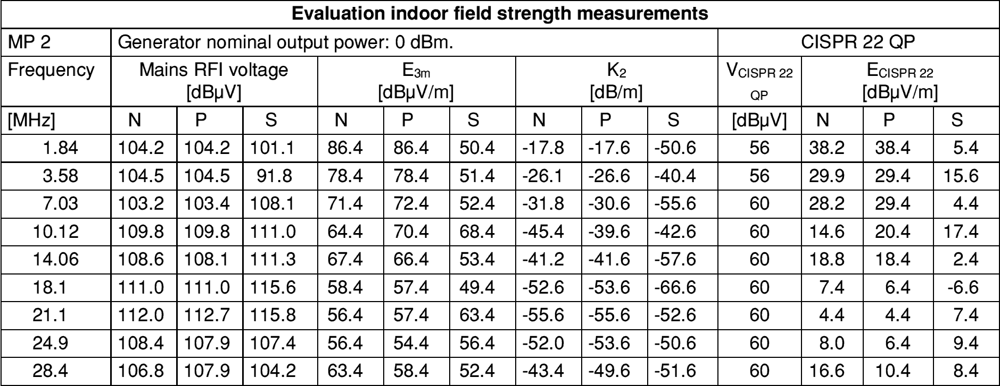 Evaluation indoor field strength measurements
MP 2 Generator nominal output power: 0 dBm. CISPR 22 QP
Frequency Mains RFI voltage E3m K2 VCISPR 22 ECISPR 22
[dBµV] [dBµV/m] [dB/m] QP [dBµV/m]
[MHz] N P S N P S N P S [dBµV] N P S
1.84 104.2 104.2 101.1 86.4 86.4 50.4 -17.8 -17.6 -50.6 56 38.2 38.4 5.4
3.58 104.5 104.5 91.8 78.4 78.4 51.4 -26.1 -26.6 -40.4 56 29.9 29.4 15.6
7.03 103.2 103.4 108.1 71.4 72.4 52.4 -31.8 -30.6 -55.6 60 28.2 29.4 4.4
10.12 109.8 109.8 111.0 64.4 70.4 68.4 -45.4 -39.6 -42.6 60 14.6 20.4 17.4
14.06 108.6 108.1 111.3 67.4 66.4 53.4 -41.2 -41.6 -57.6 60 18.8 18.4 2.4
18.1 111.0 111.0 115.6 58.4 57.4 49.4 -52.6 -53.6 -66.6 60 7.4 6.4 -6.6
21.1 112.0 112.7 115.8 56.4 57.4 63.4 -55.6 -55.6 -52.6 60 4.4 4.4 7.4
24.9 108.4 107.9 107.4 56.4 54.4 56.4 -52.0 -53.6 -50.6 60 8.0 6.4 9.4
28.4 106.8 107.9 104.2 63.4 58.4 52.4 -43.4 -49.6 -51.6 60 16.6 10.4 8.4